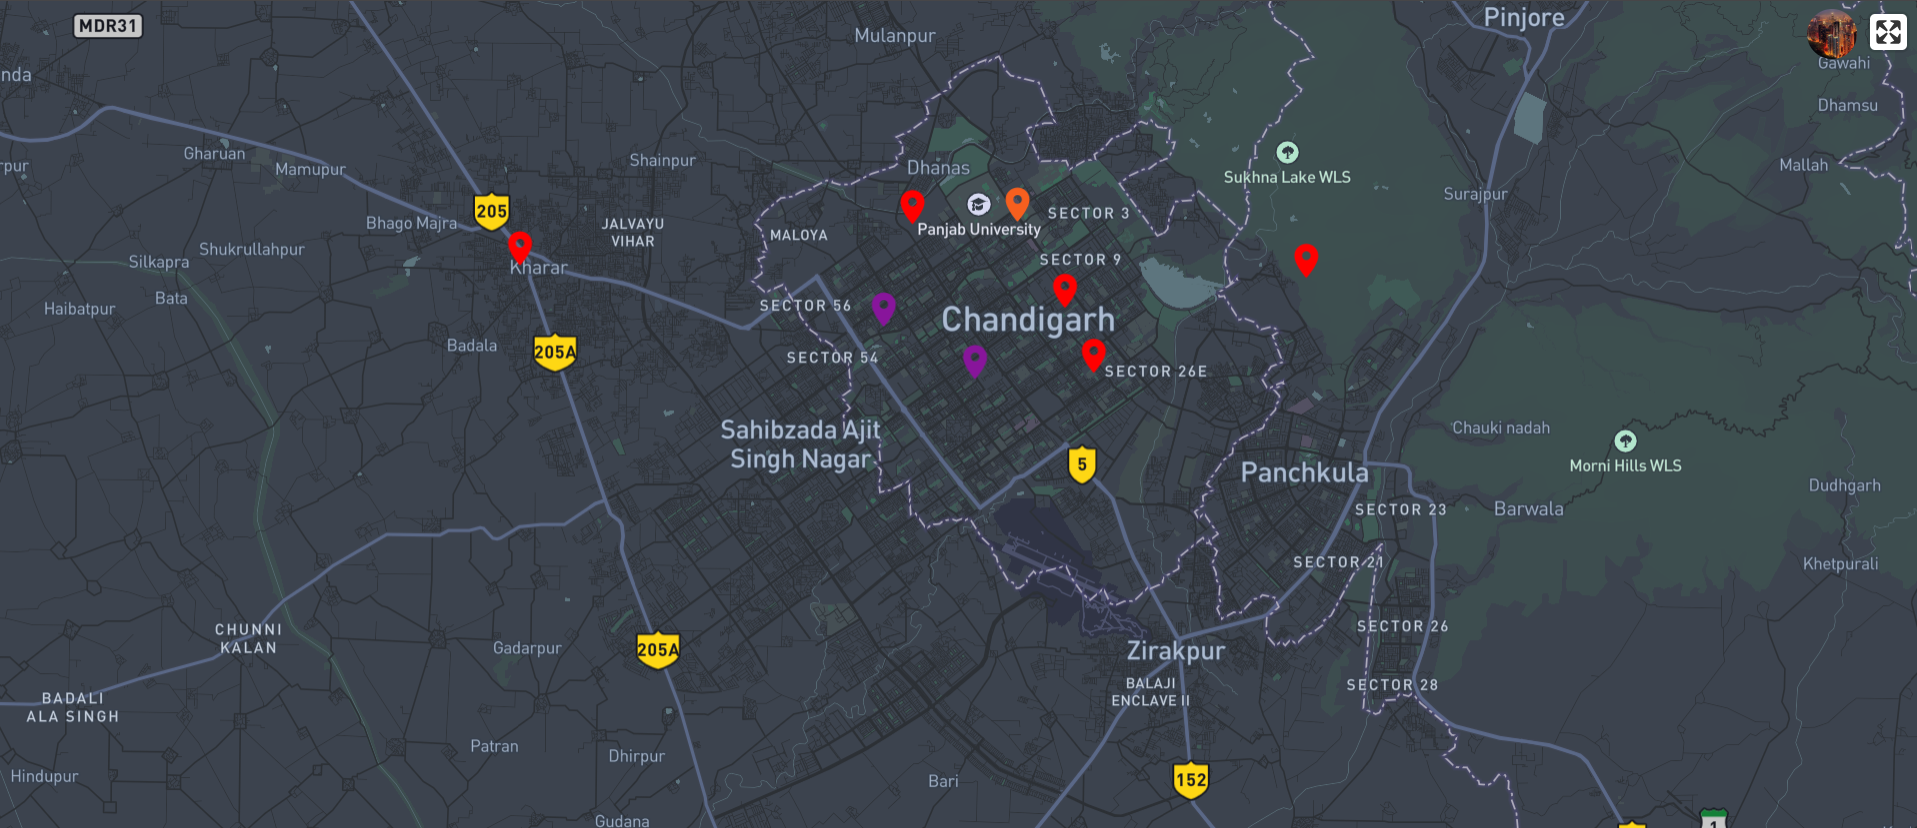 MDR31
Mulanpur
Pinjore
Gawahi
nda
Dhamsu
Gharuan
Mamupur
Shainpur
Dhanas
Sukhna Lake WLS
Mallah
rpur
Surajpur
205
Bhago Majra
JALVAYU
VIHAR
MALOYA
Panjab University
SECTOR 3
Shukrullahpur
Silkapra
Kharar
SECTOR 9
Bata
Haibatpur
SECTOR 56
Chandigarh
Badala
205A
SECTOR 54
SECTOR 26E
Sahibzada Ajit
Singh Nagar
Chauki nadah
5
Panchkula
Morni Hills WLS
Dudhgarh
SECTOR 23
Barwala
SECTOR 21
Khetpurali
CHUNNI
KALAN
SECTOR 26
Gadarpur
205A
Zirakpur
BALAJI
ENCLAVE II
SECTOR 28
BADALI
ALA SINGH
Patran
Dhirpur
Hindupur
Bari
152
Gudana
1